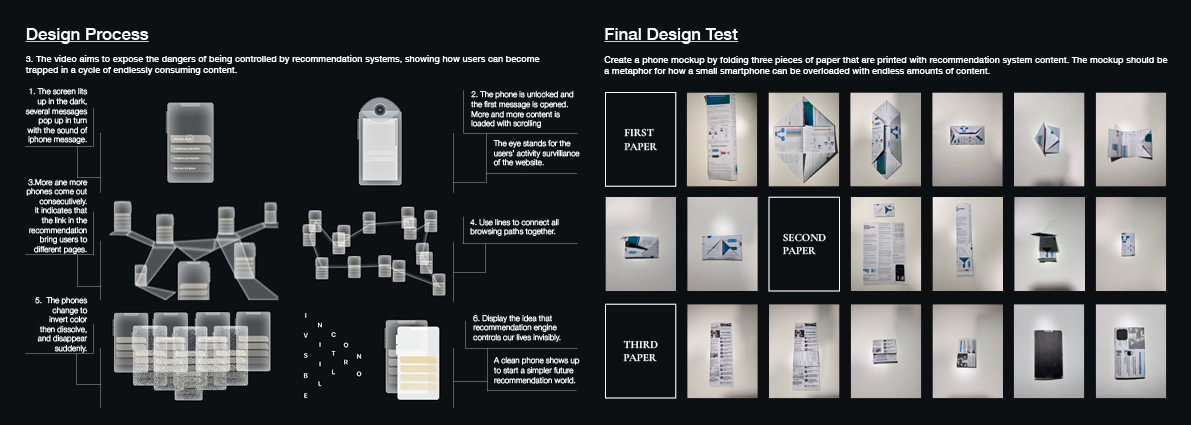 Design Process
3. The video aims to expose the dangers of being controlled by recommendation systems, showing how users can become
trapped in a cycle of endlessly consuming content.
1. The screen lits
up in the dark,
several messages
pop up in turn
with the sound of
iphone message.
2. The phone is unlocked and
the first message is opened.
More and more content is
loaded with scrolling
The eye stands for the
users' activity survillance
of the website.
3.More ane more
phones come out
consecutively.
It indicates that
the link in the
recommendation
bring users to
different pages.
4. Use lines to connect all
browsing paths together.
5. The phones
change to
invert color
then dissolve,
and disappear
suddenly.
I
N
V
I
S
I
B
L
E
C
O
N
T
R
O
L
6. Display the idea that
recommendation engine
controls our lives invisibly.
A clean phone shows up
to start a simpler future
recommendation world.
Final Design Test
Create a phone mockup by folding three pieces of paper that are printed with recommendation system content. The mockup should be
a metaphor for how a small smartphone can be overloaded with endless amounts of content.
FIRST
PAPER
SECOND
PAPER
THIRD
PAPER